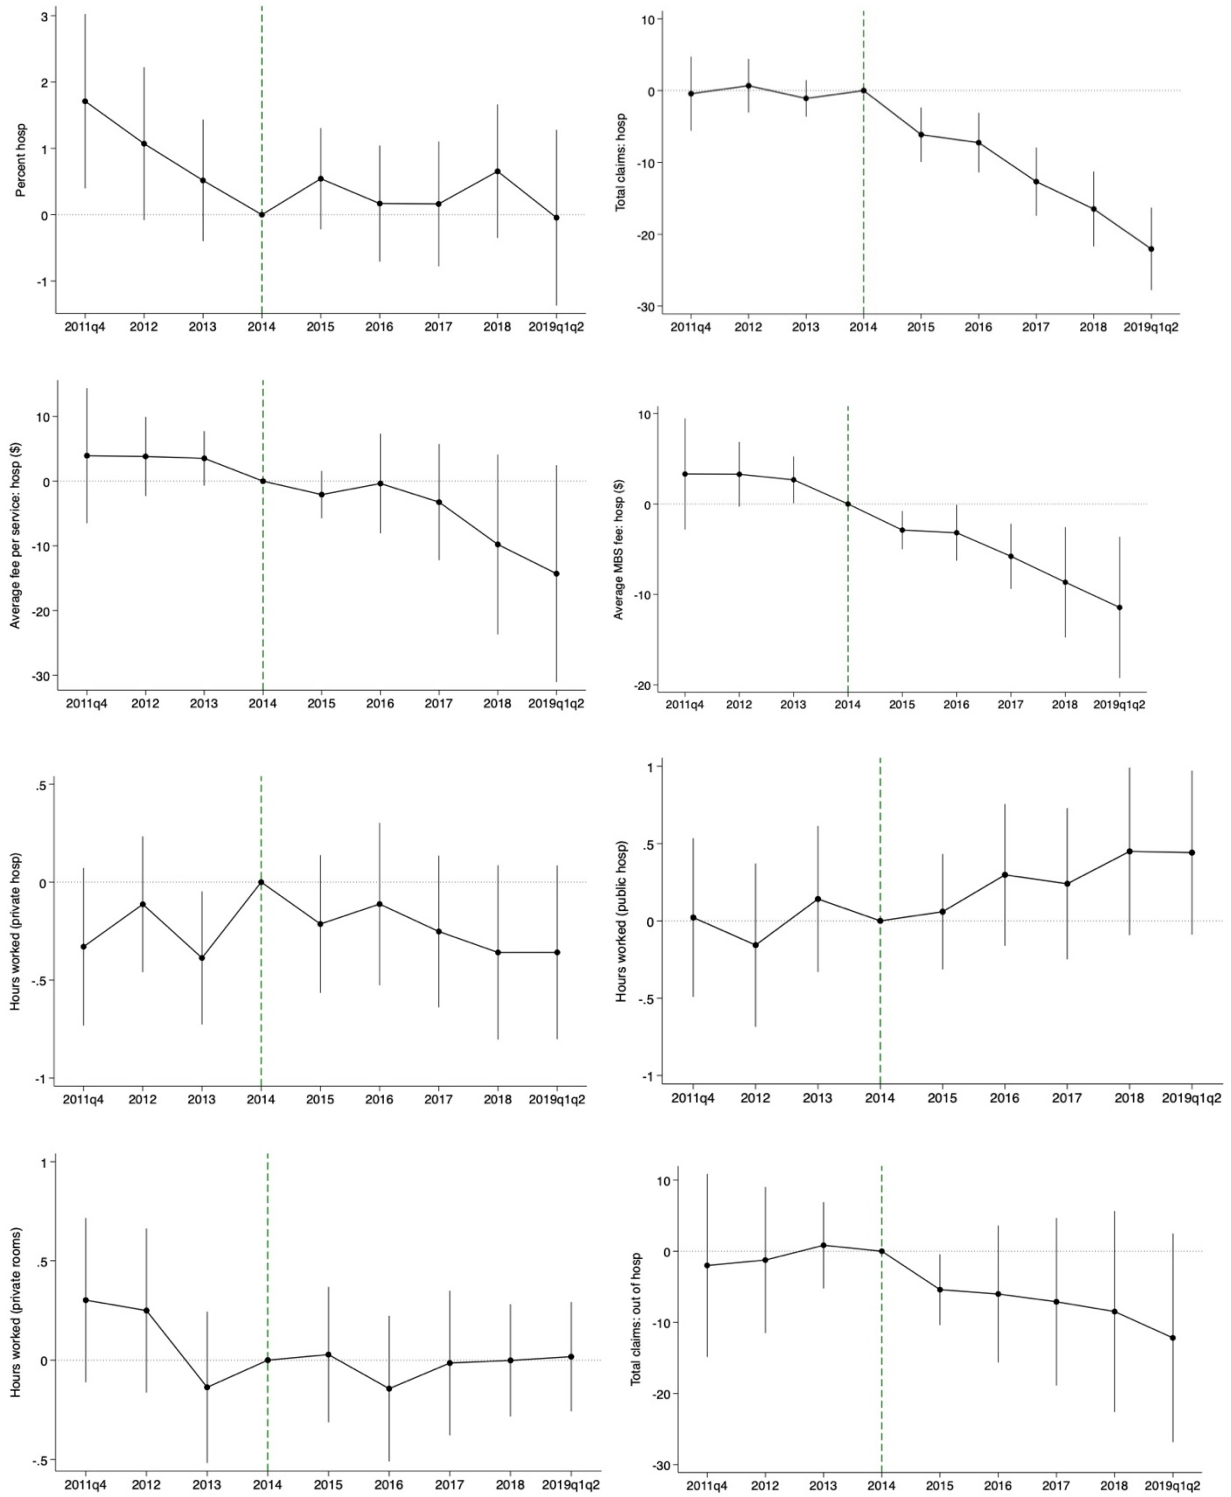 Percent hosp
3
2
1
0
-1
2011q4 2012 2013 2014 2015 2016 2017 2018 2019q1q2
Total claims: hosp
10
0
-10
-20
-30
2011q4 2012 2013 2014 2015 2016 2017 2018 2019q1q2
Average fee per service: hosp ($)
10
0
-10
-20
-30
2011q4 2012 2013 2014 2015 2016 2017 2018 2019q1q2
Average MBS fee: hosp ($)
10
0
-10
-20
2011q4 2012 2013 2014 2015 2016 2017 2018 2019q1q2
Hours worked (private hosp)
.5
0
-.5
-1
2011q4 2012 2013 2014 2015 2016 2017 2018 2019q1q2
Hours worked (public hosp)
1
.5
0
-.5
-1
2011q4 2012 2013 2014 2015 2016 2017 2018 2019q1q2
Hours worked (private rooms)
1
.5
0
-.5
2011q4 2012 2013 2014 2015 2016 2017 2018 2019q1q2
Total claims: out of hosp
10
0
-10
-20
-30
2011q4 2012 2013 2014 2015 2016 2017 2018 2019q1q2